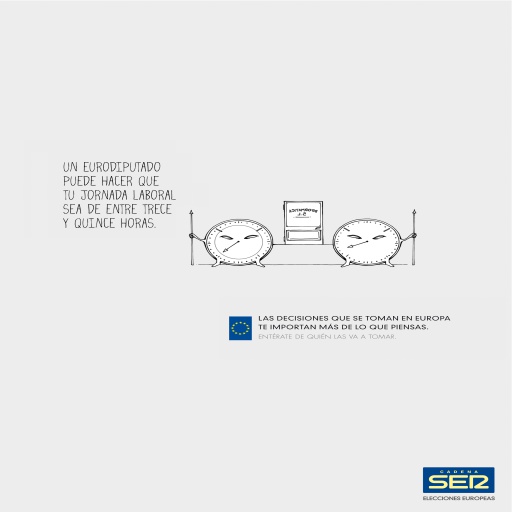 UN EURODIPUTADO
PUEDE HACER QUE
TU JORNADA LABORAL
SEA DE ENTRE TRECE
Y QUINCE HORAS.
LAS DECISIONES QUE SE TOMAN EN EUROPA
TE IMPORTAN MÁS DE LO QUE PIENSAS.
ENTÉRATE DE QUIÉN LAS VA A TOMAR.
CADENA
SER
ELECCIONES EUROPEAS